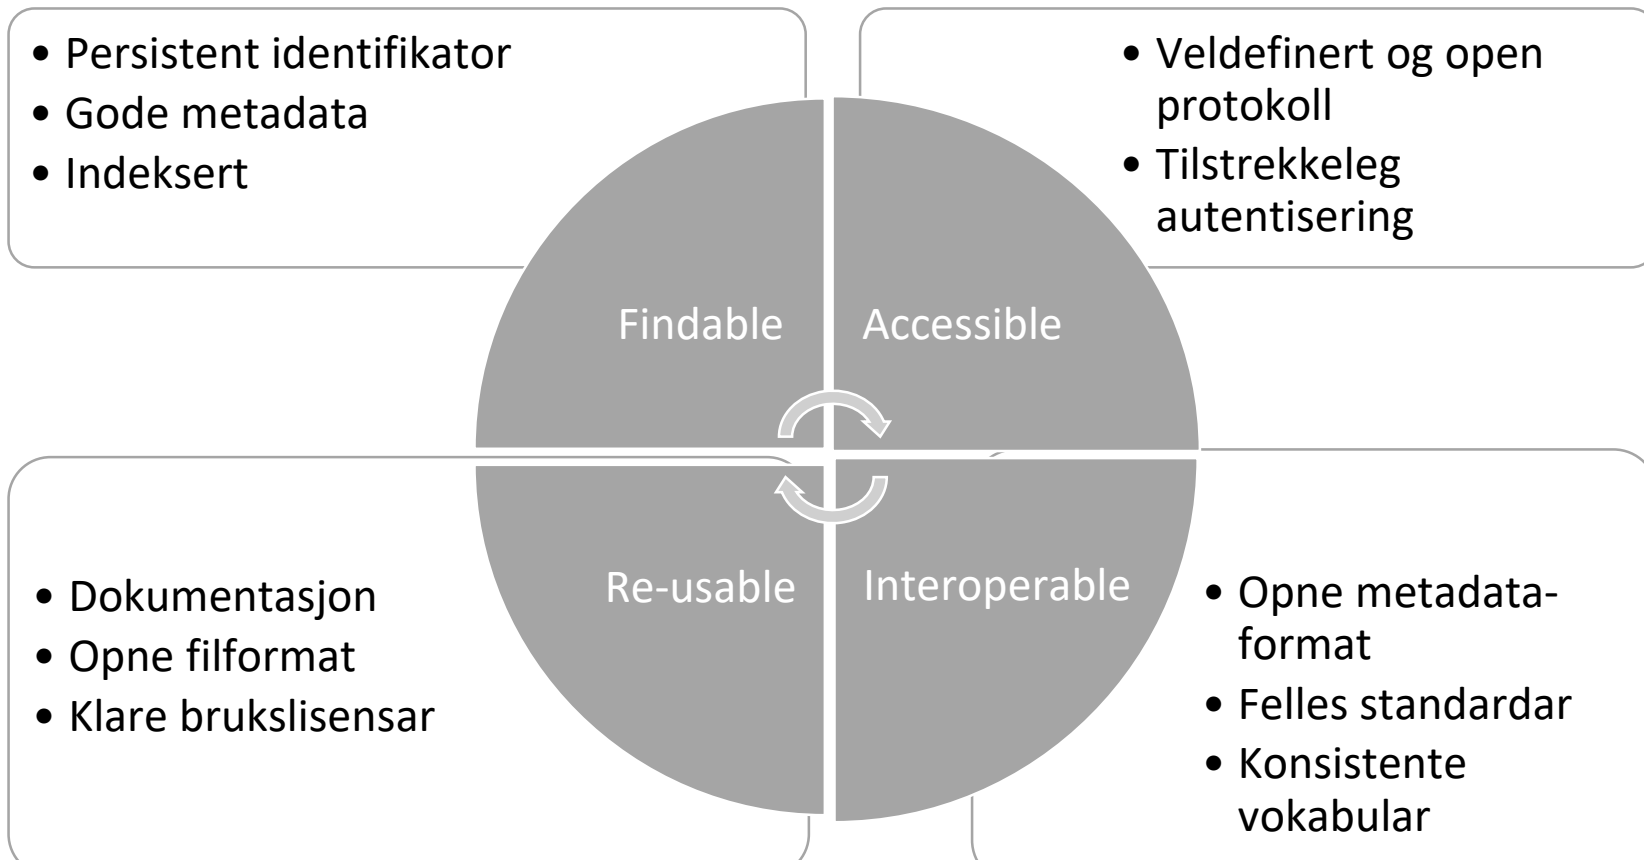 • Persistent identifikator
• Gode metadata
• Indeksert
• Veldefinert og open
protokoll
• Tilstrekkeleg
autentisering
Findable
Accessible
Re-usable
Interoperable
• Dokumentasjon
• Opne filformat
• Klare brukslisensar
• Opne metadata-
format
• Felles standardar
• Konsistente
vokabular